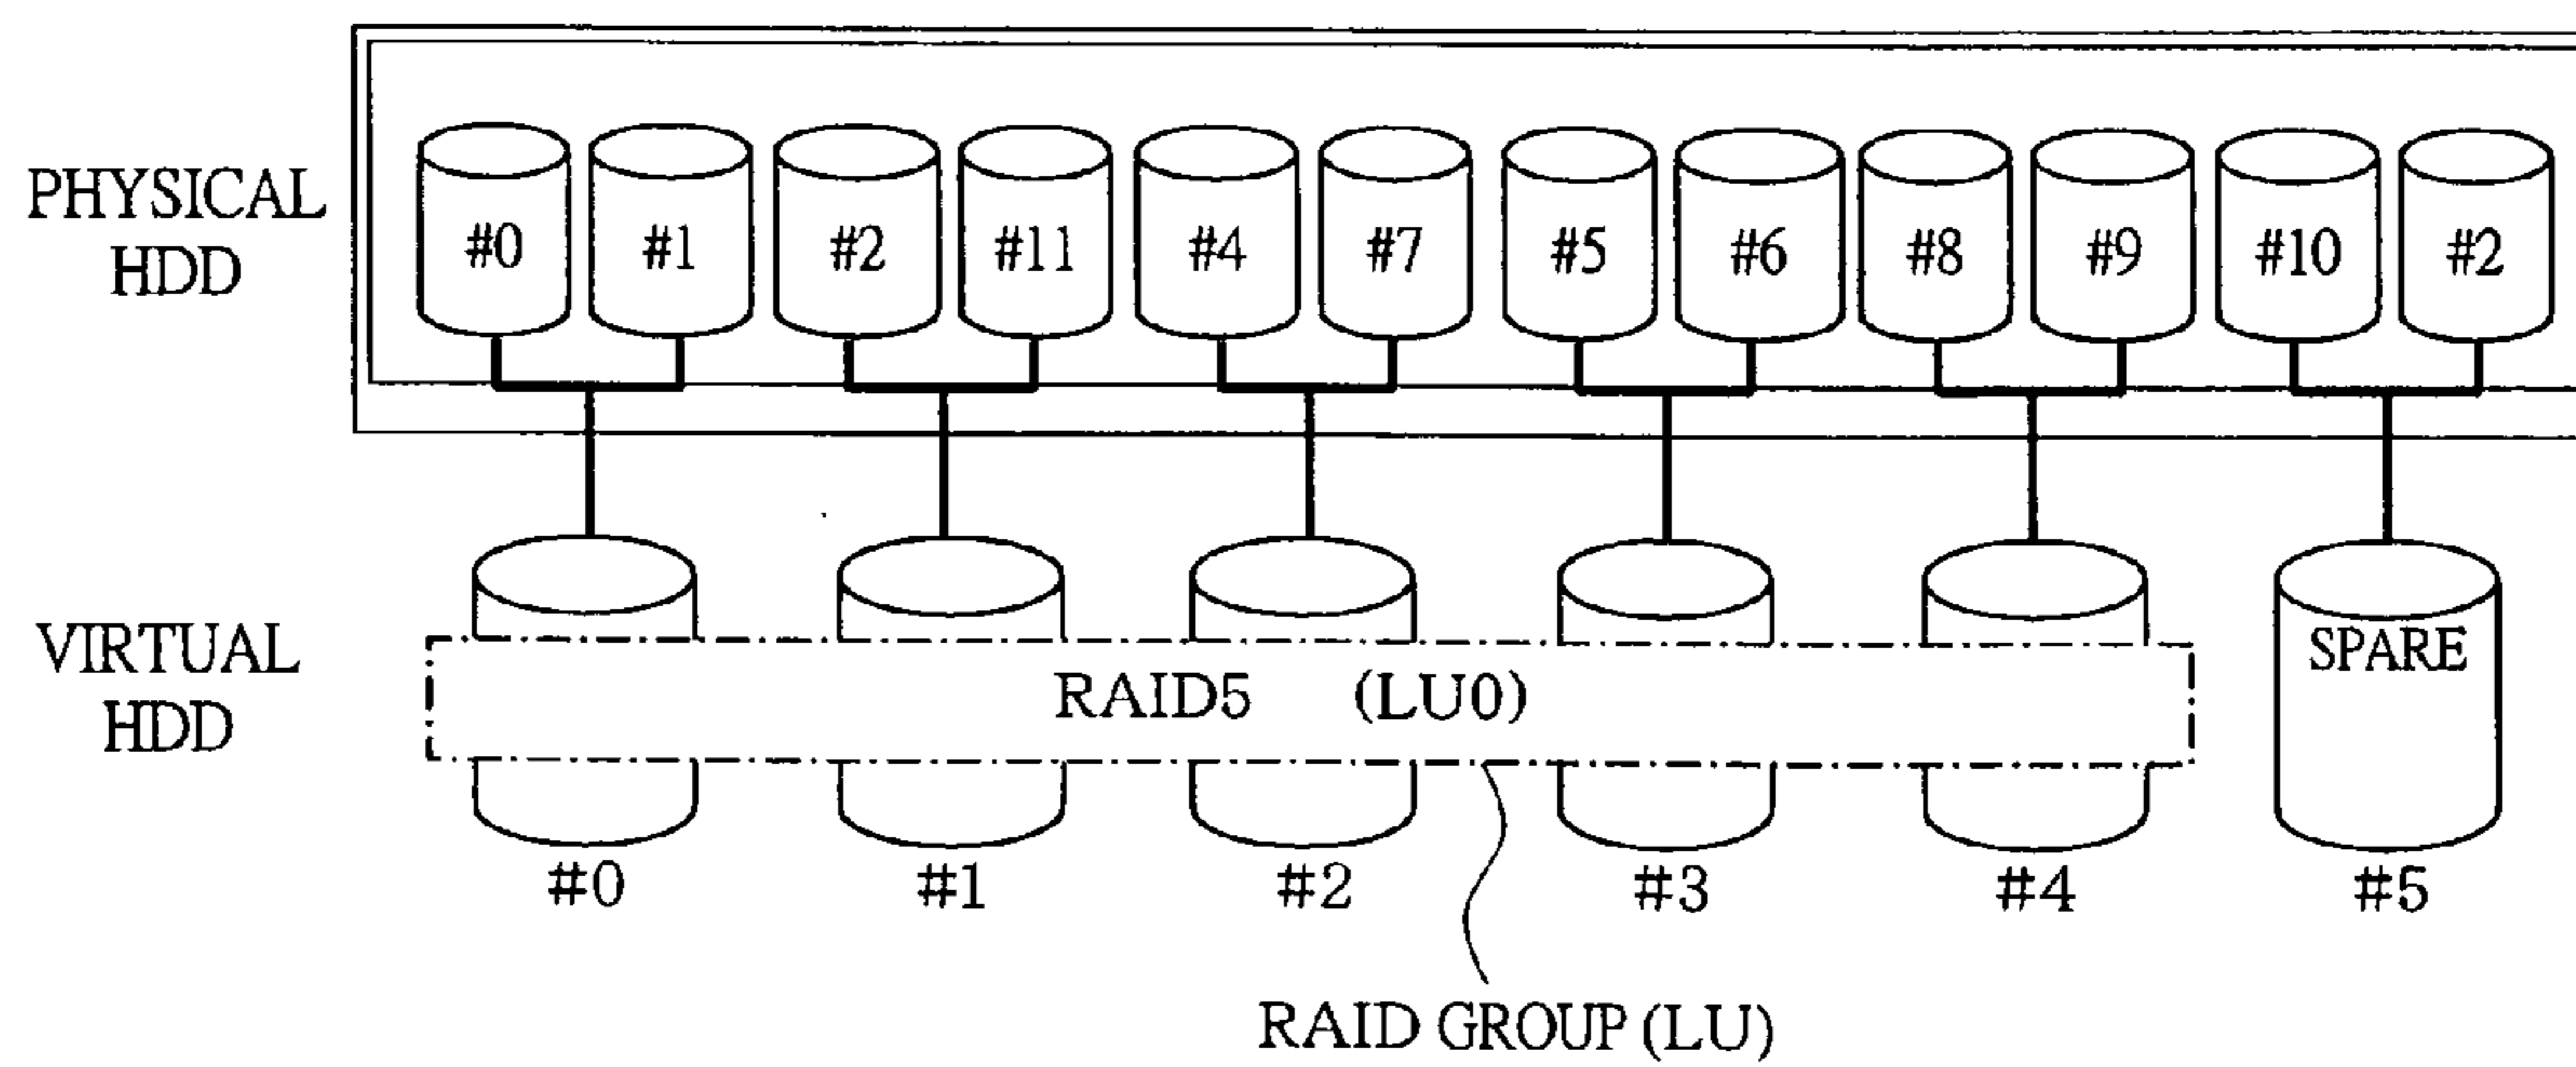 PHYSICAL
HDD
#0 #1 #2 #11 #4 #7 #5 #6 #8 #9 #10 #2
VIRTUAL
HDD
RAID5 (LU0)
SPARE
#0 #1 #2 #3 #4 #5
RAID GROUP (LU)